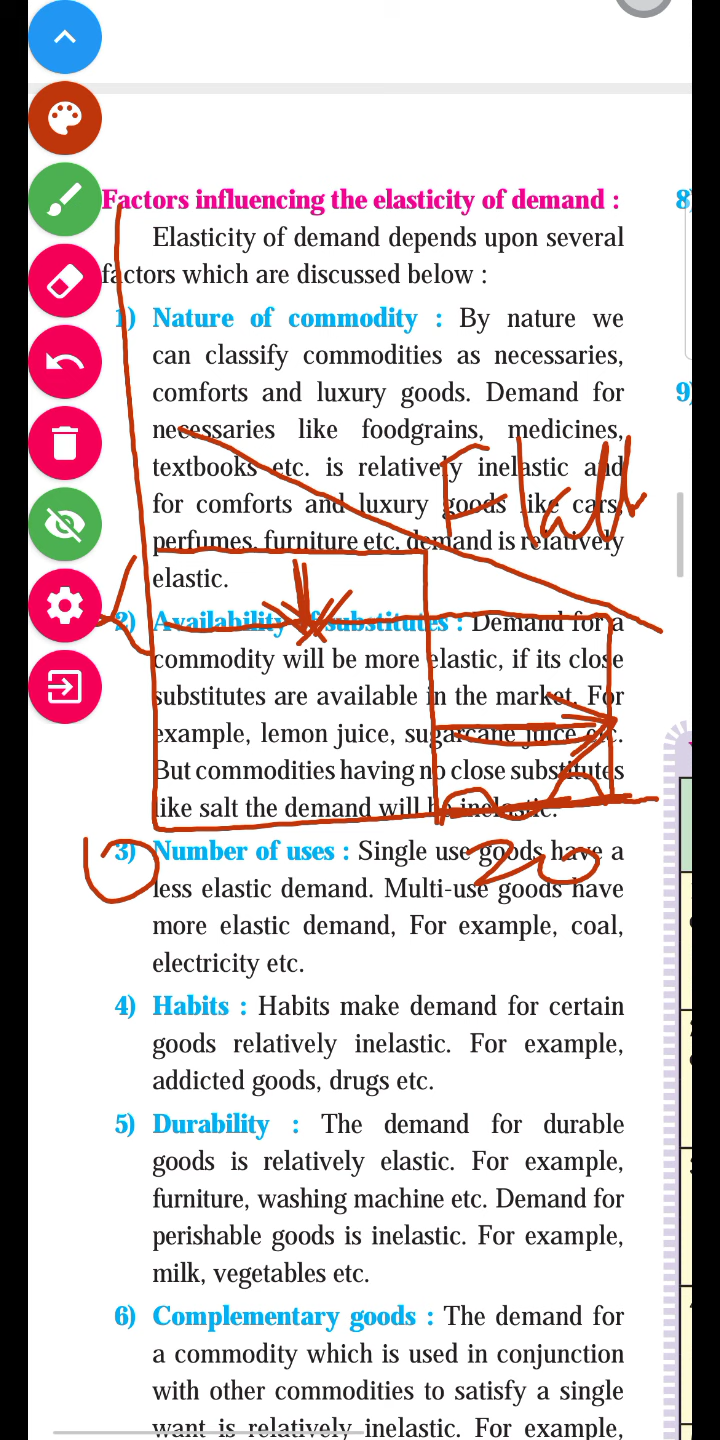 8)
Factors influencing the elasticity of demand :
Elasticity of demand depends upon several
factors which are discussed below :
1) Nature of commodity : By nature we
can classify commodities as necessaries,
comforts and luxury goods. Demand for
9)
necessaries like foodgrains, medicines,
textbooks etc. is relatively inelastic and
for comforts and luxury goods like cars,
perfumes, furniture etc. demand is relatively
elastic.
2) Availability of substitutes : Demand for a
commodity will be more elastic, if its close
substitutes are available in the market. For
example, lemon juice, sugarcane juice etc.
But commodities having no close substitutes
like salt the demand will be inelastic.
20
3) Number of uses : Single use goods have a
less elastic demand. Multi-use goods have
more elastic demand, For example, coal,
electricity etc.
4) Habits : Habits make demand for certain
goods relatively inelastic. For example,
addicted goods, drugs etc.
5) Durability : The demand for durable
goods is relatively elastic. For example,
furniture, washing machine etc. Demand for
perishable goods is inelastic. For example,
milk, vegetables etc.
6) Complementary goods : The demand for
a commodity which is used in conjunction
with other commodities to satisfy a single
want is relatively inelastic. For example,